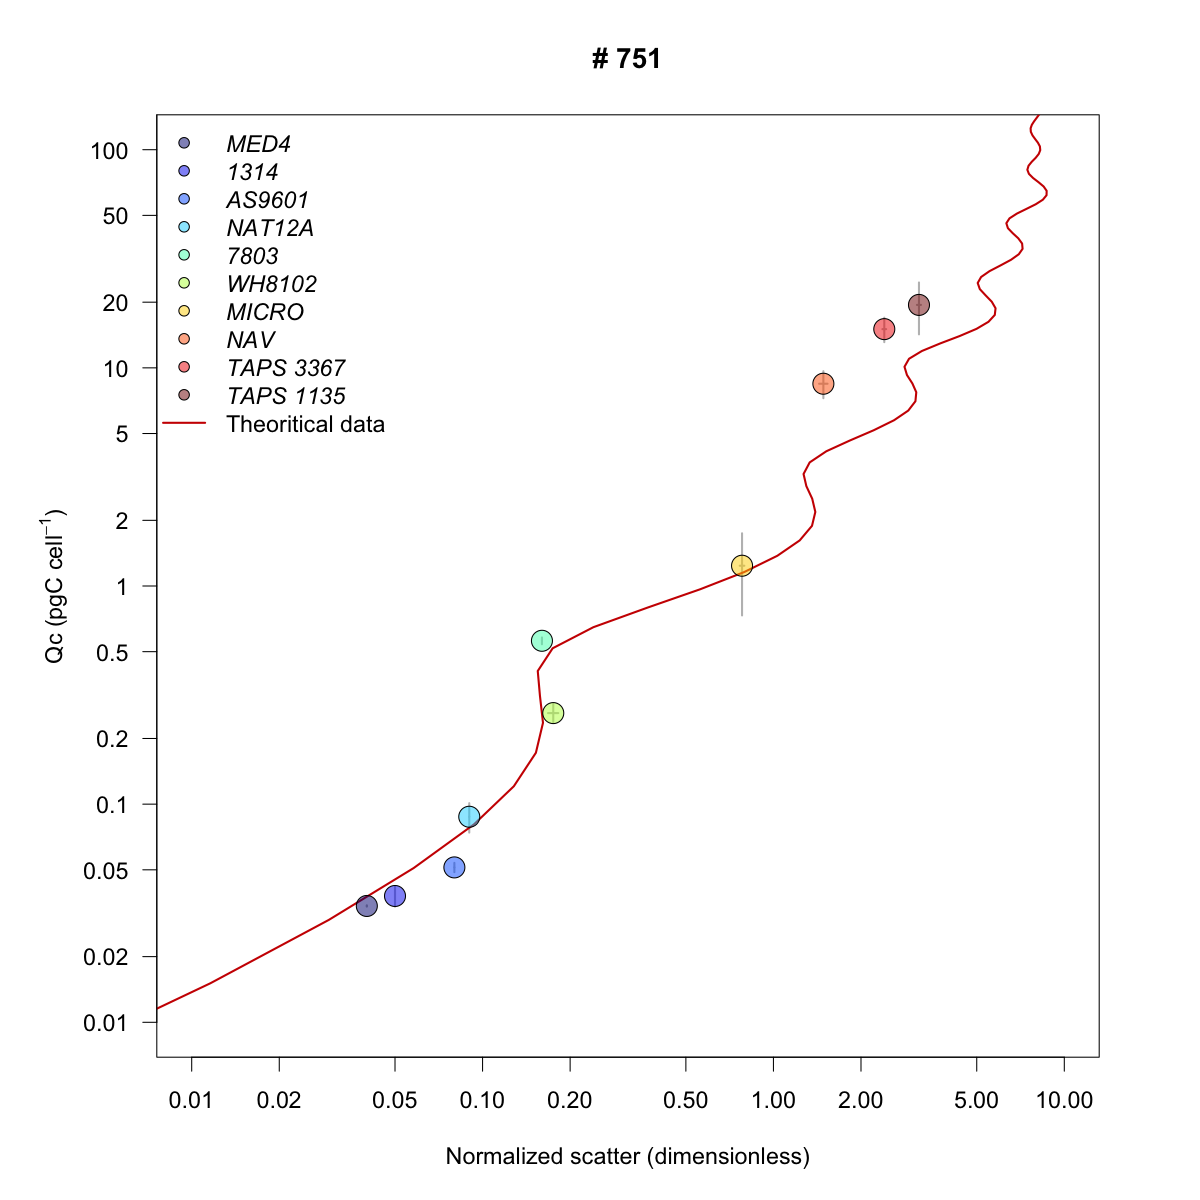 # 751
MED4
1314
AS9601
NAT12A
7803
WH8102
MICRO
NAV
TAPS 3367
TAPS 1135
Theoritical data
100
50
20
10
5
2
1
0.5
0.2
0.1
0.05
0.02
0.01
Qc (pgC cell⁻¹)
0.01 0.02 0.05 0.10 0.20 0.50 1.00 2.00 5.00 10.00
Normalized scatter (dimensionless)